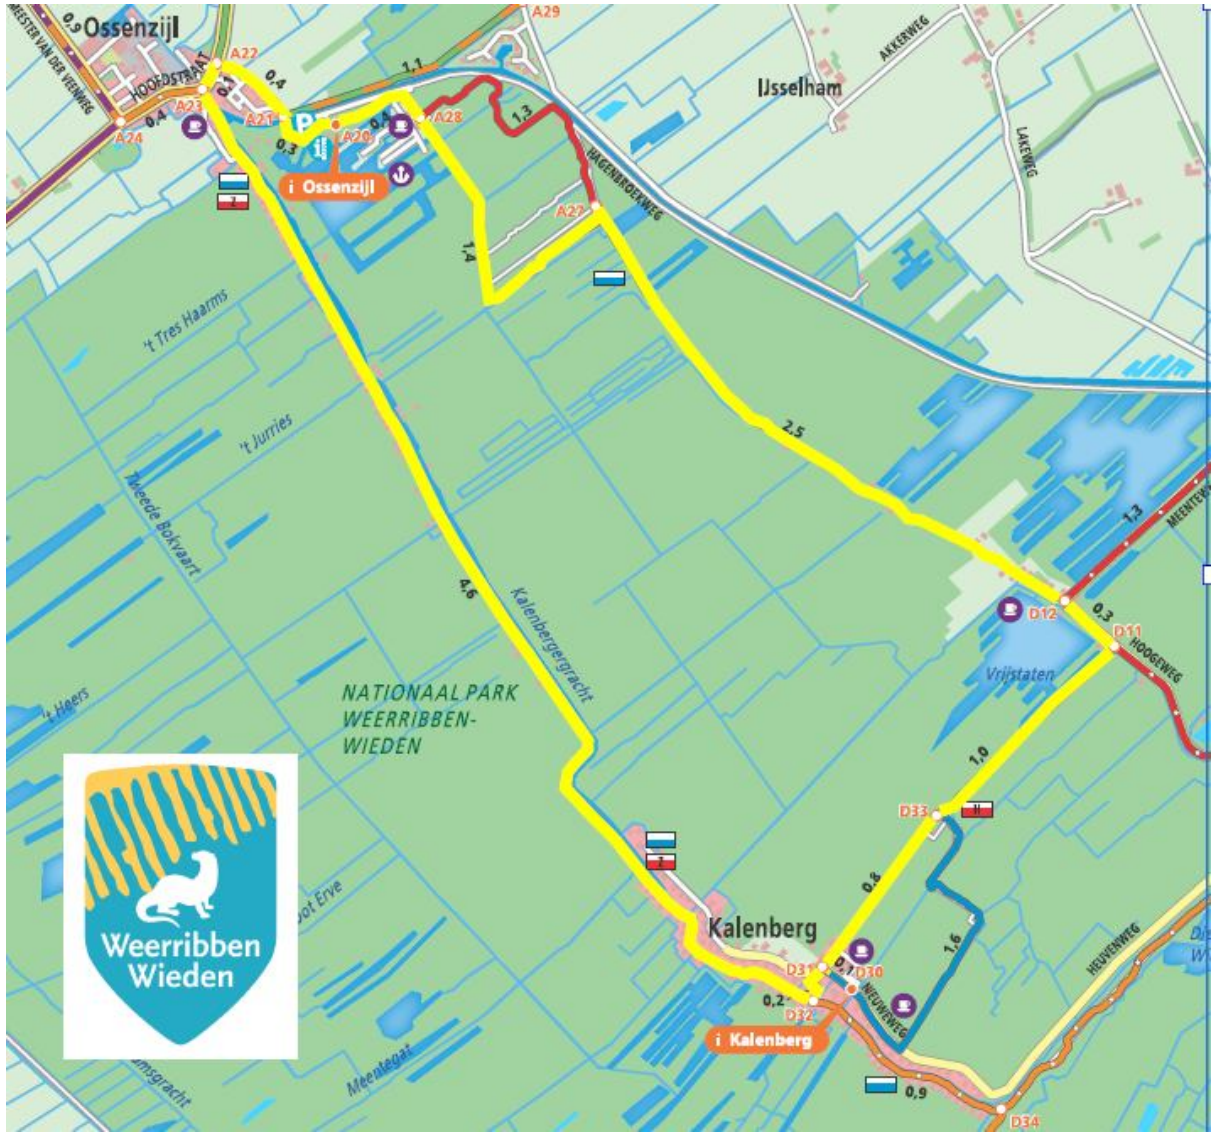 A29
Ossenzijl
0,9
MEESTER VAN DER VEENWEG
A22
HOOFDSTRAAT
0,1
0,4
1,1
AKKERWEG
IJsselham
A23
0,4
A24
A21
P
0,3
A20
0,4
A28
1,3
HAGENBROEKWEG
LAKEWEG
i Ossenzijl
Z
A27
1,4
't Tres Haarms
't Jurries
2,5
Tweede Bokvaart
1,3
4,6
Kalenbergergracht
D12
0,3
D11
HOOGEWEG
Vrijstaten
't Heers
NATIONAAL PARK
WEERRIBBEN-
WIEDEN
1,0
D33
II
Z
0,8
Kalenberg
Weerribben
Wieden
1,6
HEUVENWEG
D31
0,1
D30
NIEUWEWEG
0,2
D32
i Kalenberg
Meentegat
0,9
D34